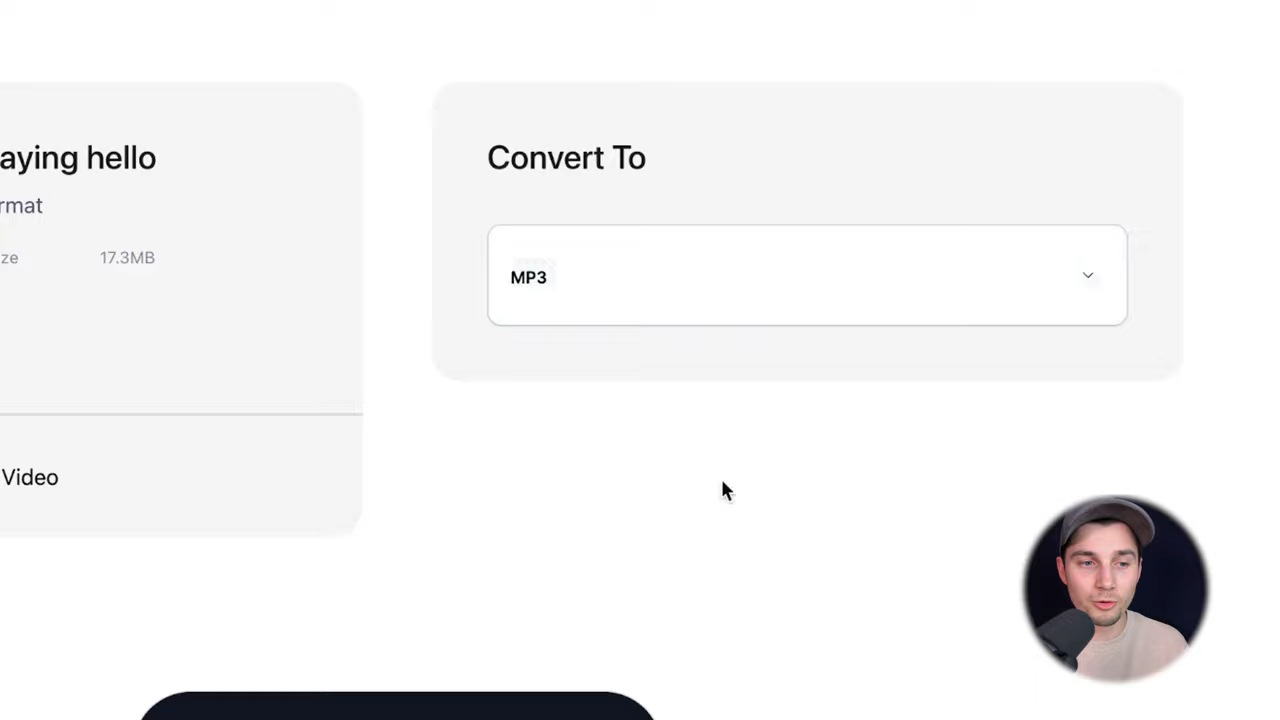 aying hello
rmat
ze 17.3MB
Video
Convert To
MP3